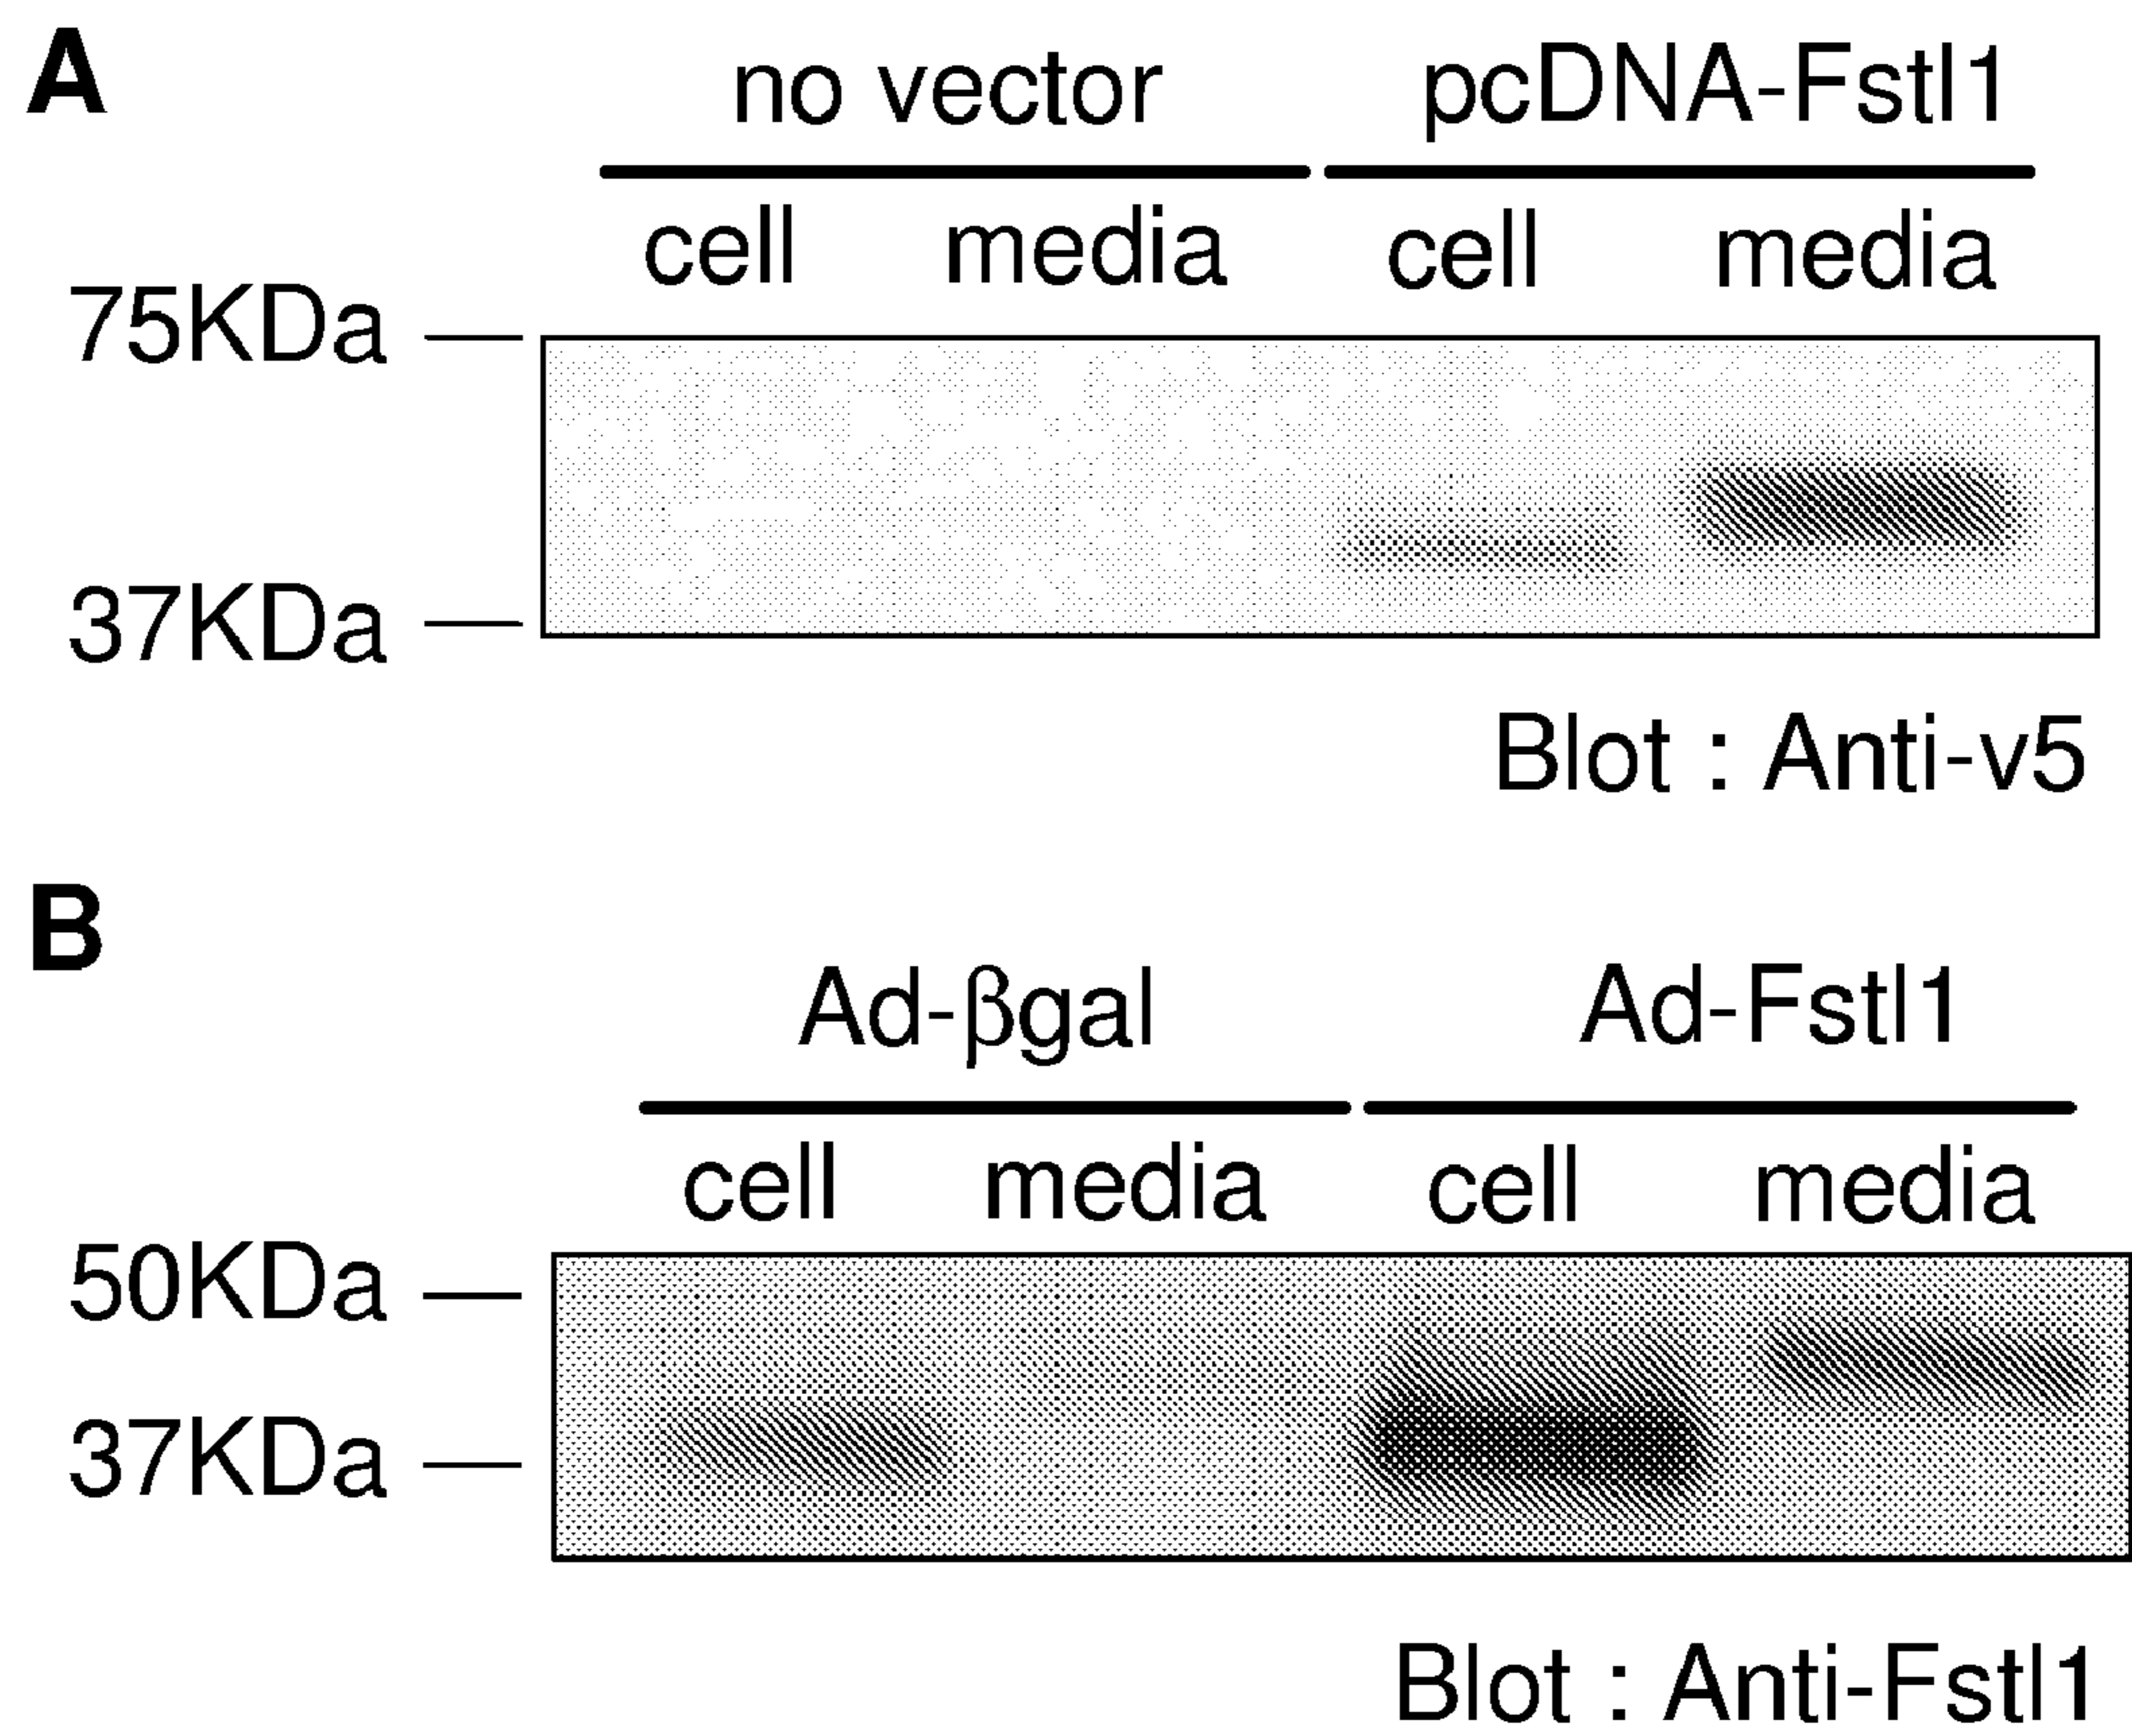 A
no vector pcDNA-Fstl1
cell media cell media
75KDa
37KDa
Blot : Anti-v5
B
Ad-βgal Ad-Fstl1
cell media cell media
50KDa
37KDa
Blot : Anti-Fstl1